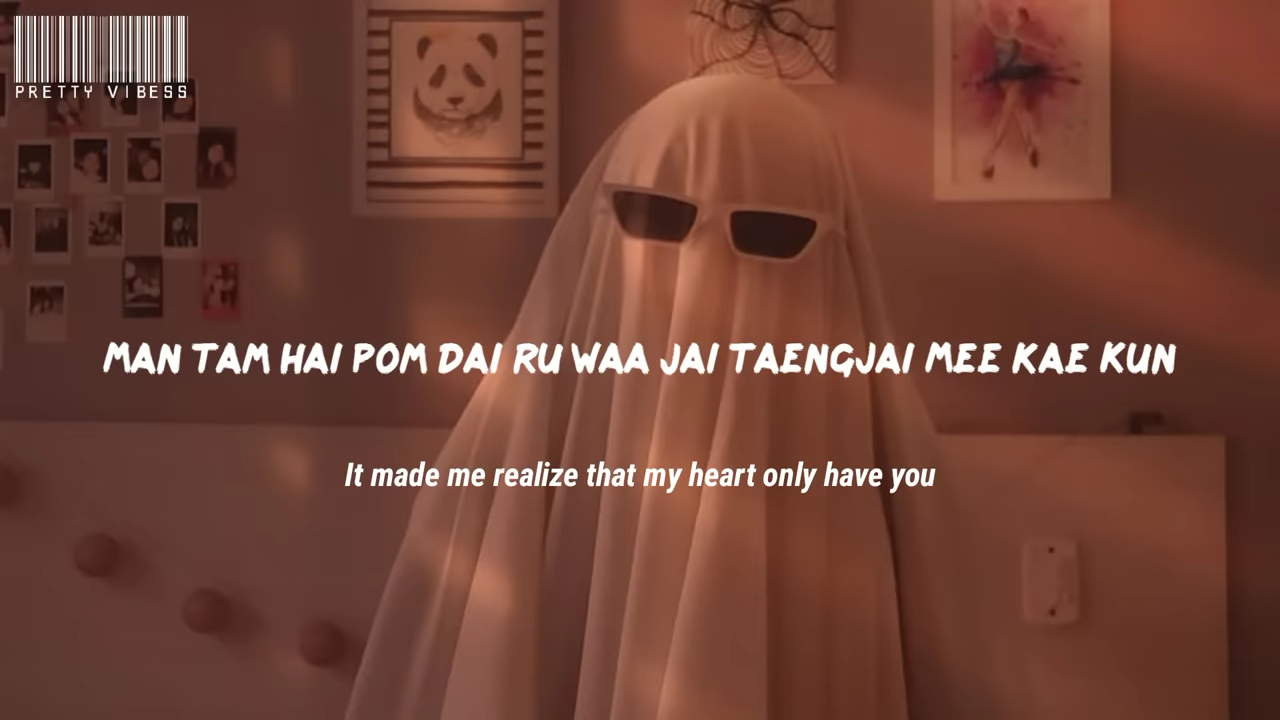 PRETTY VIBESS
MAN TAM HAI POM DAI RU WAA JAI TAENGJAI MEE KAE KUN
It made me realize that my heart only have you